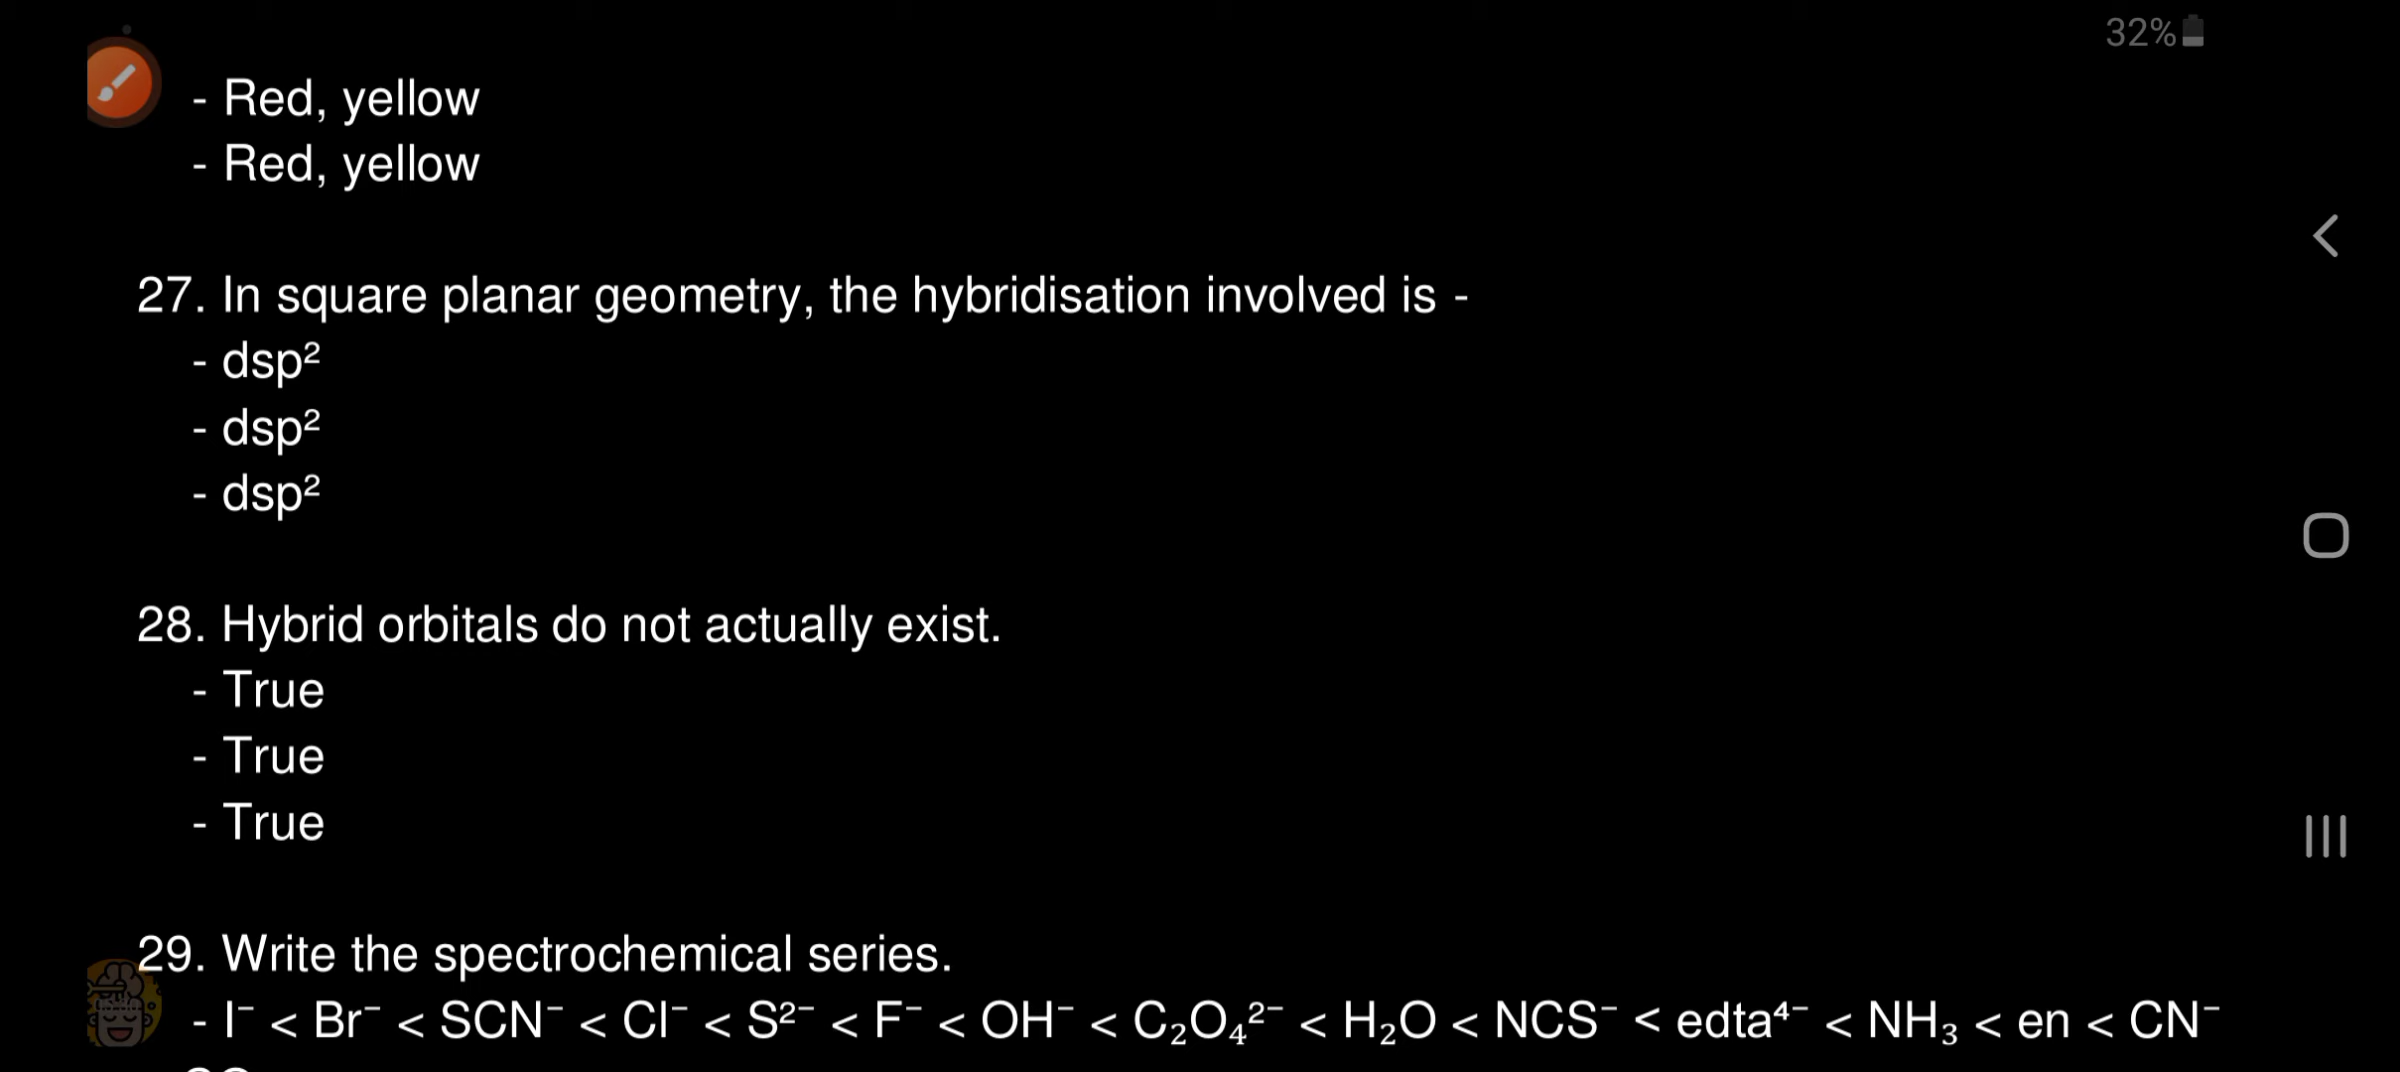 32%
- Red, yellow
- Red, yellow
27. In square planar geometry, the hybridisation involved is -
- dsp²
- dsp²
- dsp²
28. Hybrid orbitals do not actually exist.
- True
- True
- True
29. Write the spectrochemical series.
- I⁻ < Br⁻ < SCN⁻ < Cl⁻ < S²⁻ < F⁻ < OH⁻ < C₂O₄²⁻ < H₂O < NCS⁻ < edta⁴⁻ < NH₃ < en < CN⁻